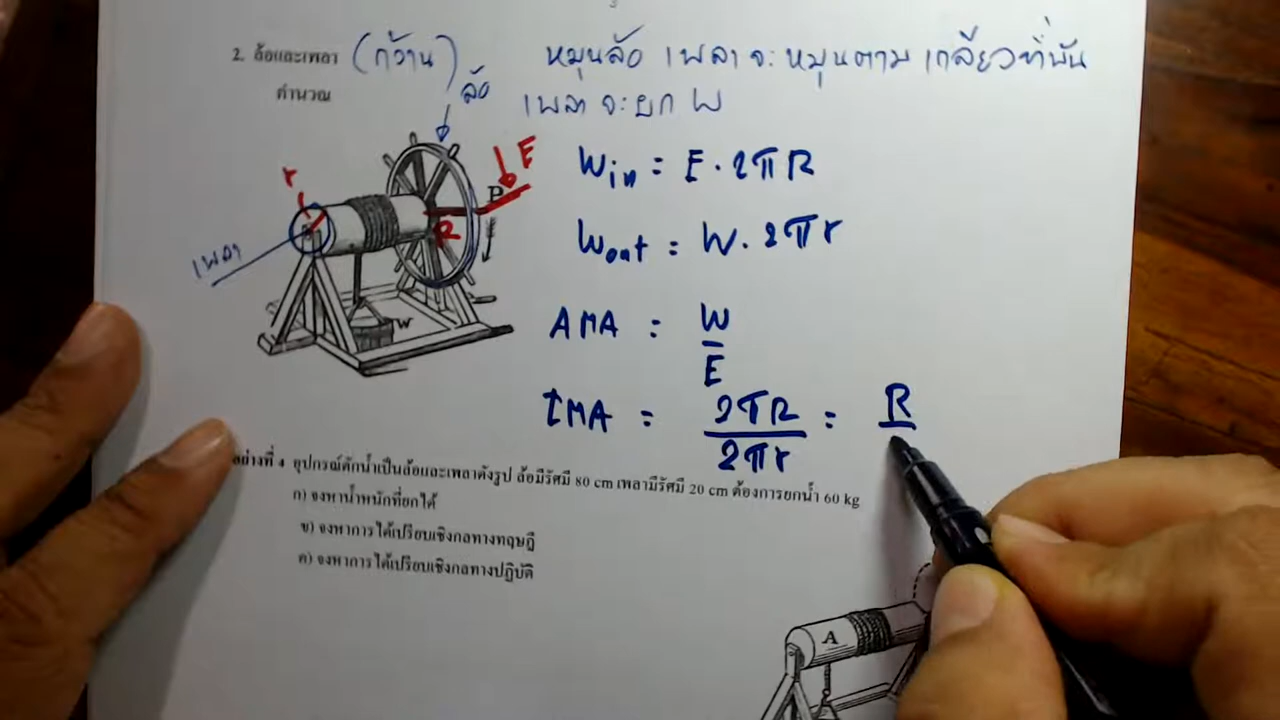 2. ล้อและเพลา (กว้าน)
หมุนล้อ เพลาจะหมุนตาม เกลียวที่พัน
คำนวณ
ล้อ
เพลาจะยก W
E
r
P
R
เพลา
W
Win = E · 2πR
Wout = W · 2πr
AMA = W
E
IMA = 2πR = R
2πr
อย่างที่ 4 อุปกรณ์ตักน้ำเป็นล้อและเพลาดังรูป ล้อมีรัศมี 80 cm เพลามีรัศมี 20 cm ต้องการยกน้ำ 60 kg
ก) จงหาน้ำหนักที่ยกได้
ข) จงหาการได้เปรียบเชิงกลทางทฤษฎี
ค) จงหาการได้เปรียบเชิงกลทางปฏิบัติ
A